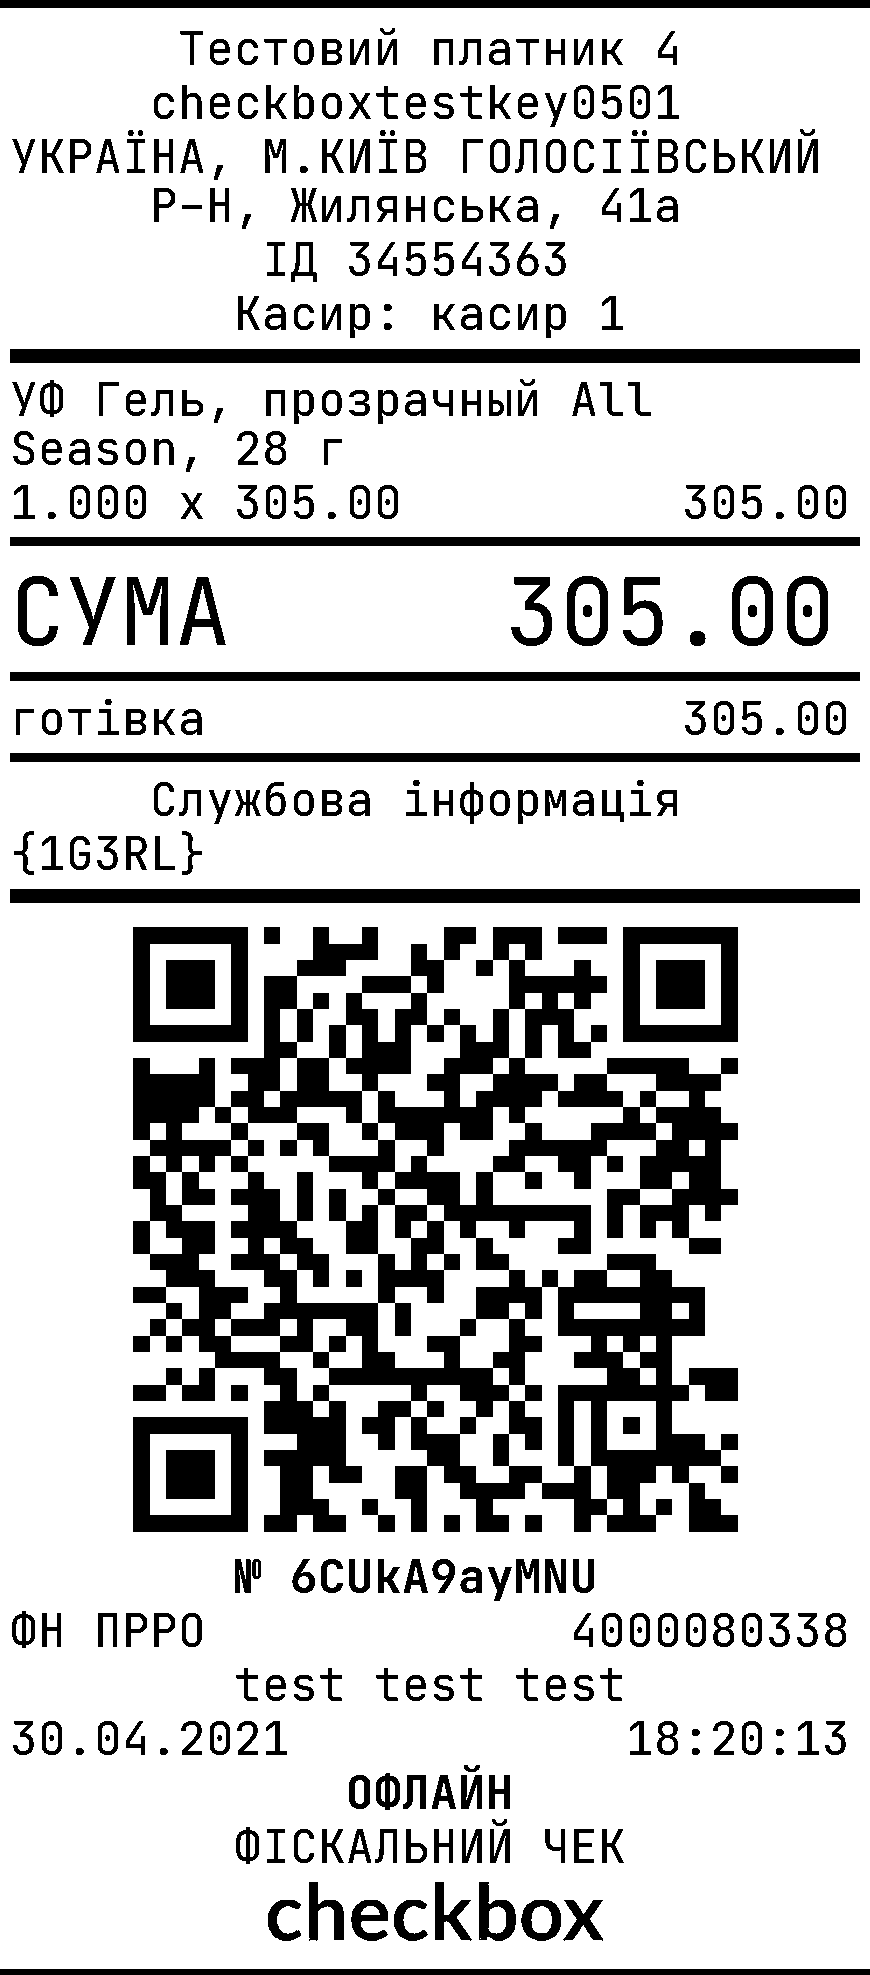 Тестовий платник 4
checkboxtestkey0501
УКРАЇНА, М.КИЇВ ГОЛОСІЇВСЬКИЙ
Р-Н, Жилянська, 41а
ІД 34554363
Касир: касир 1
УФ Гель, прозрачный All
Season, 28 г
1.000 x 305.00 305.00
СУМА 305.00
готівка 305.00
Службова інформація
{1G3RL}
№ 6CUkA9ayMNU
ФН ПРРО 4000080338
test test test
30.04.2021 18:20:13
ОФЛАЙН
ФІСКАЛЬНИЙ ЧЕК
checkbox